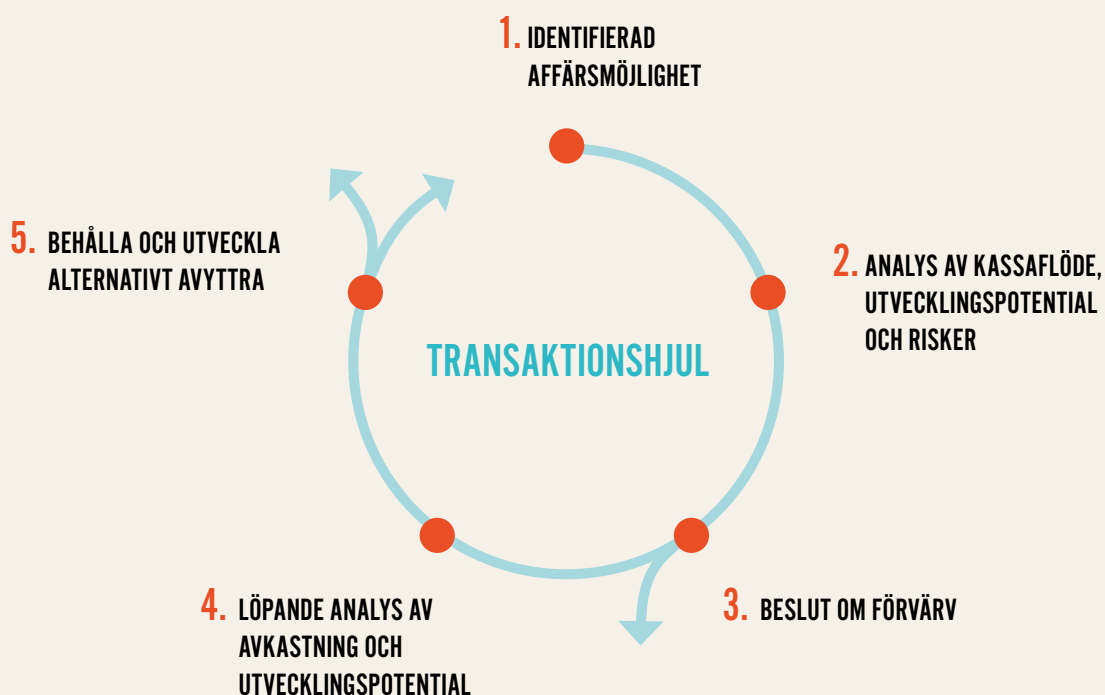 1. IDENTIFIERAD
AFFÄRSMÖJLIGHET
2. ANALYS AV KASSAFLÖDE,
UTVECKLINGSPOTENTIAL
OCH RISKER
3. BESLUT OM FÖRVÄRV
4. LÖPANDE ANALYS AV
AVKASTNING OCH
UTVECKLINGSPOTENTIAL
5. BEHÅLLA OCH UTVECKLA
ALTERNATIVT AVYTTRA
TRANSAKTIONSHJUL